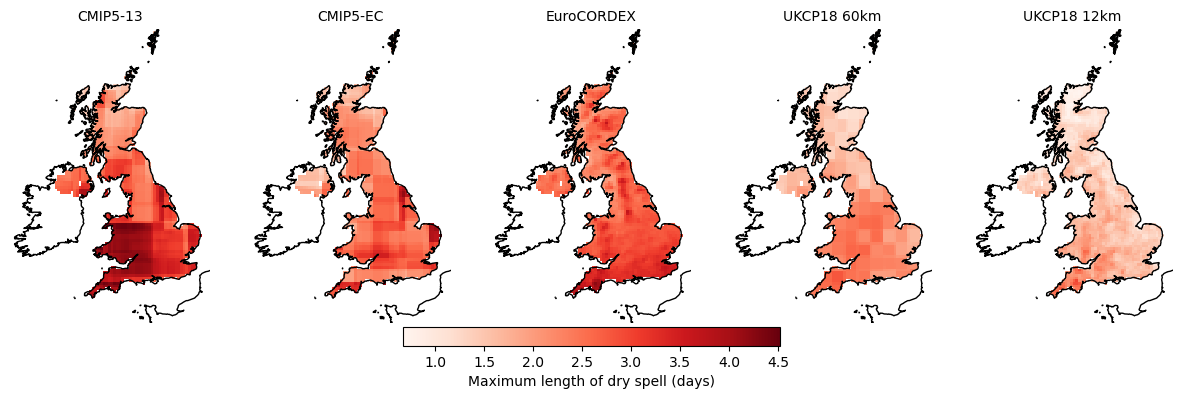 CMIP5-13 CMIP5-EC EuroCORDEX UKCP18 60km UKCP18 12km
1.0 1.5 2.0 2.5 3.0 3.5 4.0 4.5
Maximum length of dry spell (days)